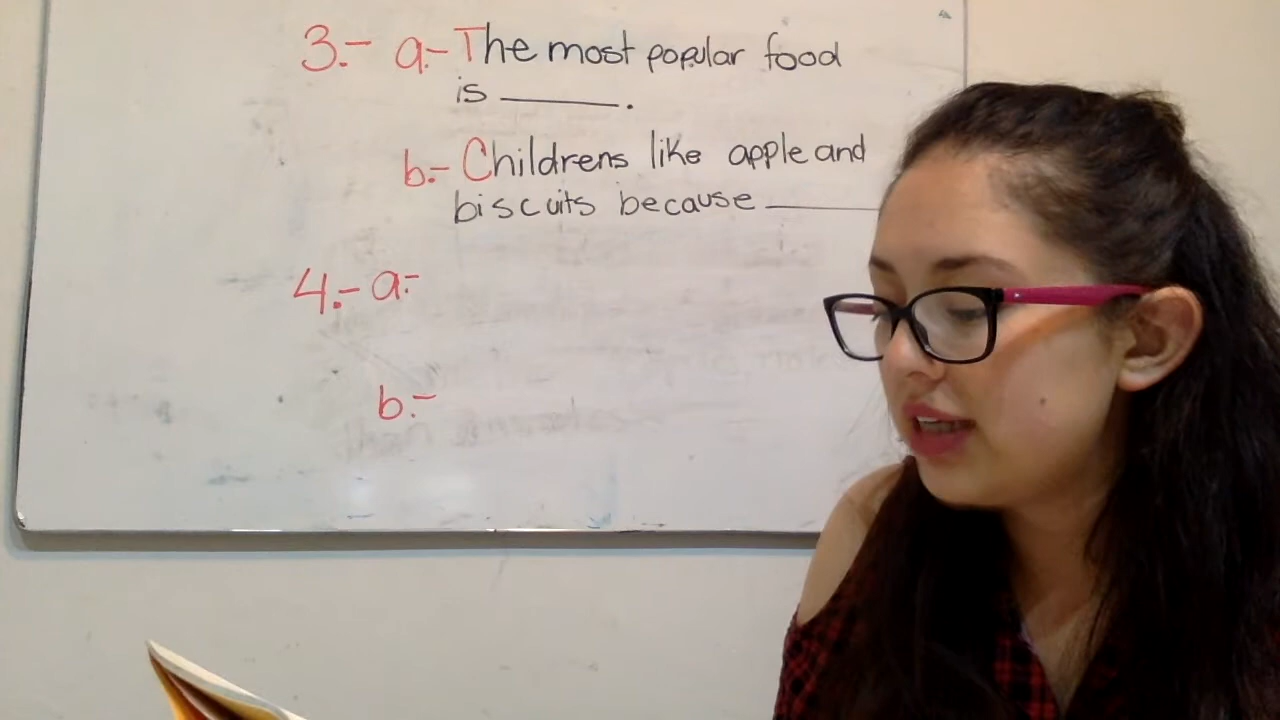 3.- a.- The most popular food
is ______.
b.- Childrens like apple and
biscuits because ______
4.- a.-
b.-